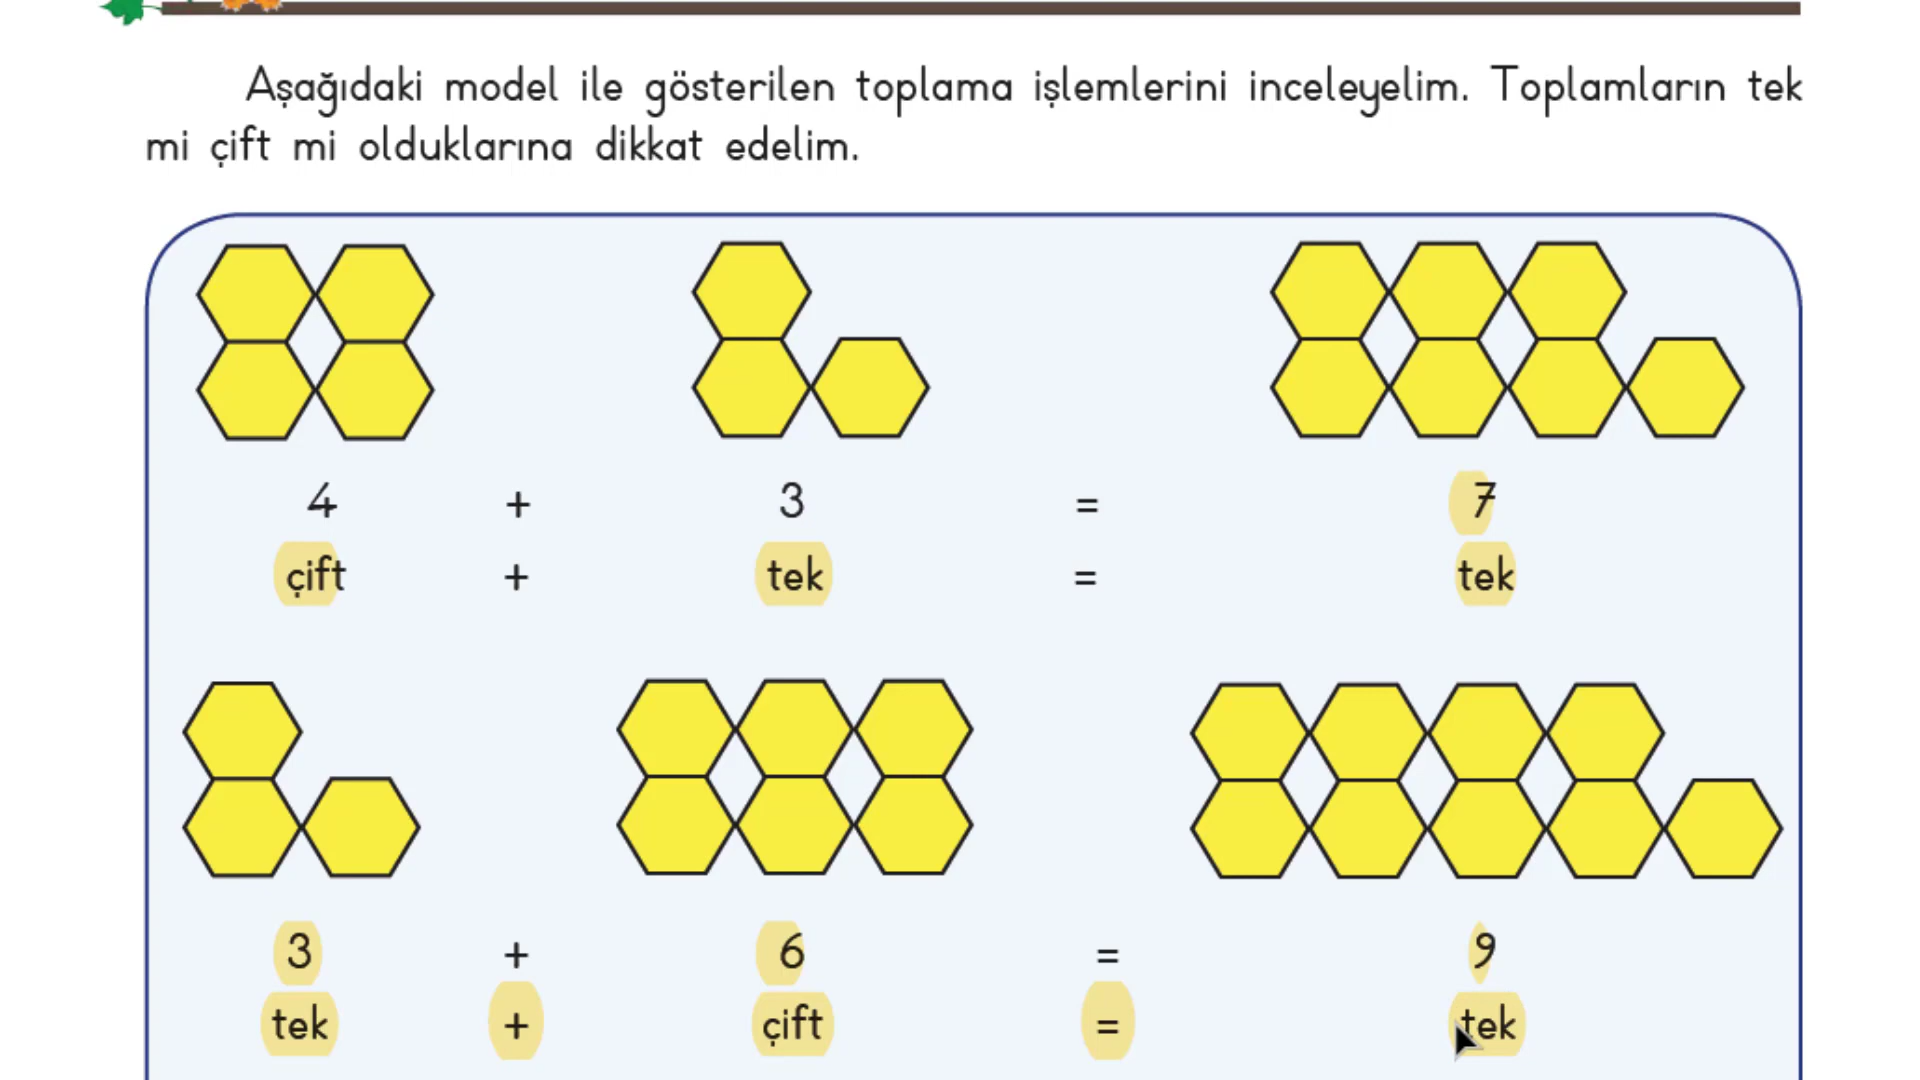 Aşağıdaki model ile gösterilen toplama işlemlerini inceleyelim. Toplamların tek
mi çift mi olduklarına dikkat edelim.
4 + 3 = 7
çift + tek = tek
3 + 6 = 9
tek + çift = tek